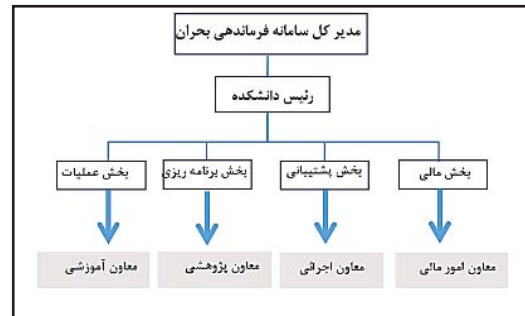 مدیر کل سامانه فرماندهی بحران
رئیس دانشکده
بخش مالی
بخش پشتیبانی
بخش برنامه ریزی
بخش عملیات
معاون امور مالی
معاون اجرائی
معاون پژوهشی
معاون آموزشی